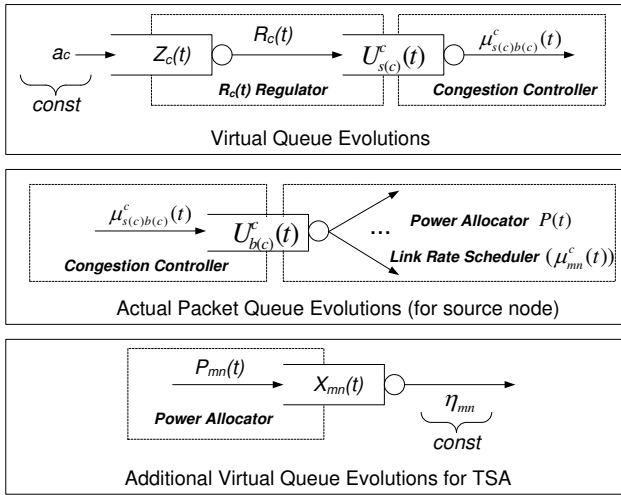 a_c Z_c(t) R_c(t) U^c_{s(c)}(t) μ^c_{s(c)b(c)}(t)
const R_c(t) Regulator Congestion Controller
Virtual Queue Evolutions
μ^c_{s(c)b(c)}(t) U^c_{b(c)}(t) ... Power Allocator P(t)
Congestion Controller Link Rate Scheduler (μ^c_{mn}(t))
Actual Packet Queue Evolutions (for source node)
P_{mn}(t) X_{mn}(t)
Power Allocator η_{mn}
const
Additional Virtual Queue Evolutions for TSA